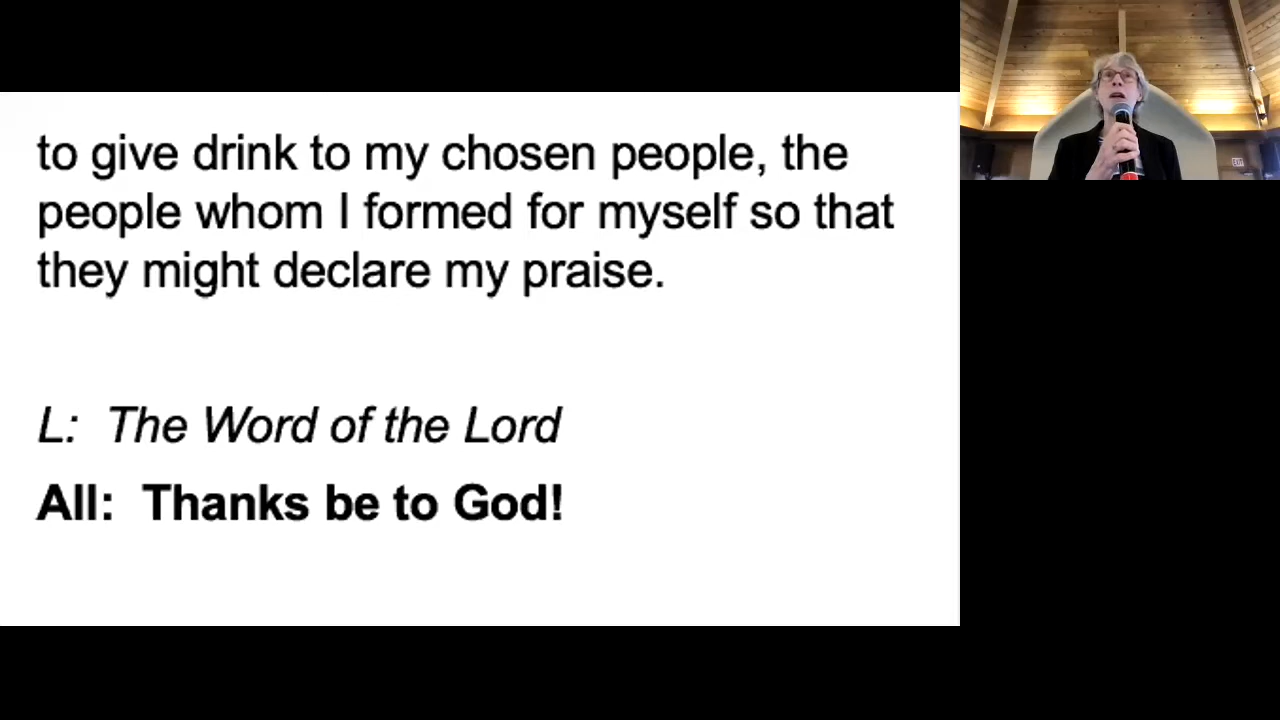 to give drink to my chosen people, the
people whom I formed for myself so that
they might declare my praise.
L: The Word of the Lord
All: Thanks be to God!
EXIT